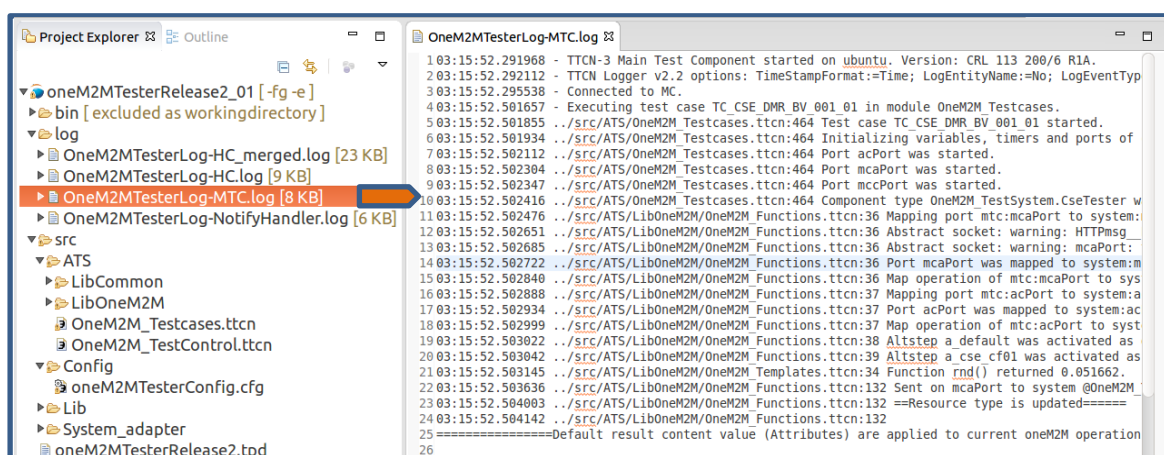 Project Explorer
Outline
oneM2MTesterRelease2_01 [ -fg -e ]
bin [ excluded as workingdirectory ]
log
OneM2MTesterLog-HC_merged.log [23 KB]
OneM2MTesterLog-HC.log [9 KB]
OneM2MTesterLog-MTC.log [8 KB]
OneM2MTesterLog-NotifyHandler.log [6 KB]
src
ATS
LibCommon
LibOneM2M
OneM2M_Testcases.ttcn
OneM2M_TestControl.ttcn
Config
oneM2MTesterConfig.cfg
Lib
System_adapter
oneM2MTesterRelease2.tpd
OneM2MTesterLog-MTC.log
1 03:15:52.291968 - TTCN-3 Main Test Component started on ubuntu. Version: CRL 113 200/6 R1A.
2 03:15:52.292112 - TTCN Logger v2.2 options: TimeStampFormat:=Time; LogEntityName:=No; LogEventTyp
3 03:15:52.295538 - Connected to MC.
4 03:15:52.401657 - Executing test case TC_CSE_DMR_BV_001_01 in module OneM2M_Testcases.
5 03:15:52.501855 ../src/ATS/OneM2M_Testcases.ttcn:464 Test case TC_CSE_DMR_BV_001_01 started.
6 03:15:52.501934 ../src/ATS/OneM2M_Testcases.ttcn:464 Initializing variables, timers and ports of
7 03:15:52.502112 ../src/ATS/OneM2M_Testcases.ttcn:464 Port acPort was started.
8 03:15:52.502304 ../src/ATS/OneM2M_Testcases.ttcn:464 Port mcaPort was started.
9 03:15:52.502347 ../src/ATS/OneM2M_Testcases.ttcn:464 Port mccPort was started.
10 03:15:52.502416 ../src/ATS/OneM2M_Testcases.ttcn:464 Component type OneM2M_TestSystem.CseTester w
11 03:15:52.502476 ../src/ATS/LibOneM2M/OneM2M_Functions.ttcn:36 Mapping port mtc:mcaPort to system:
12 03:15:52.502651 ../src/ATS/LibOneM2M/OneM2M_Functions.ttcn:36 Abstract socket: warning: HTTPmsg__
13 03:15:52.502685 ../src/ATS/LibOneM2M/OneM2M_Functions.ttcn:36 Abstract socket: warning: mcaPort:
14 03:15:52.502722 ../src/ATS/LibOneM2M/OneM2M_Functions.ttcn:36 Port mcaPort was mapped to system:m
15 03:15:52.502840 ../src/ATS/LibOneM2M/OneM2M_Functions.ttcn:36 Map operation of mtc:mcaPort to sys
16 03:15:52.502888 ../src/ATS/LibOneM2M/OneM2M_Functions.ttcn:37 Mapping port mtc:acPort to system:a
17 03:15:52.502934 ../src/ATS/LibOneM2M/OneM2M_Functions.ttcn:37 Port acPort was mapped to system:ac
18 03:15:52.502999 ../src/ATS/LibOneM2M/OneM2M_Functions.ttcn:37 Map operation of mtc:acPort to syst
19 03:15:52.503022 ../src/ATS/LibOneM2M/OneM2M_Functions.ttcn:38 Altstep a_default was activated as
20 03:15:52.503042 ../src/ATS/LibOneM2M/OneM2M_Functions.ttcn:39 Altstep a_cse_cf01 was activated as
21 03:15:52.503145 ../src/ATS/LibOneM2M/OneM2M_Templates.ttcn:34 Function rnd() returned 0.051662.
22 03:15:52.503636 ../src/ATS/LibOneM2M/OneM2M_Functions.ttcn:132 Sent on mcaPort to system @OneM2M_
23 03:15:52.504003 ../src/ATS/LibOneM2M/OneM2M_Functions.ttcn:132 ==Resource type is updated======
24 03:15:52.504142 ../src/ATS/LibOneM2M/OneM2M_Functions.ttcn:132
25 ================Default result content value (Attributes) are applied to current oneM2M operation
26